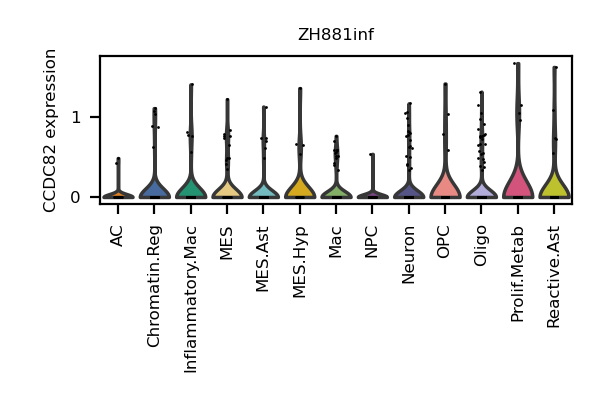 ZH881inf
CCDC82 expression
1
0
AC
Chromatin.Reg
Inflammatory.Mac
MES
MES.Ast
MES.Hyp
Mac
NPC
Neuron
OPC
Oligo
Prolif.Metab
Reactive.Ast